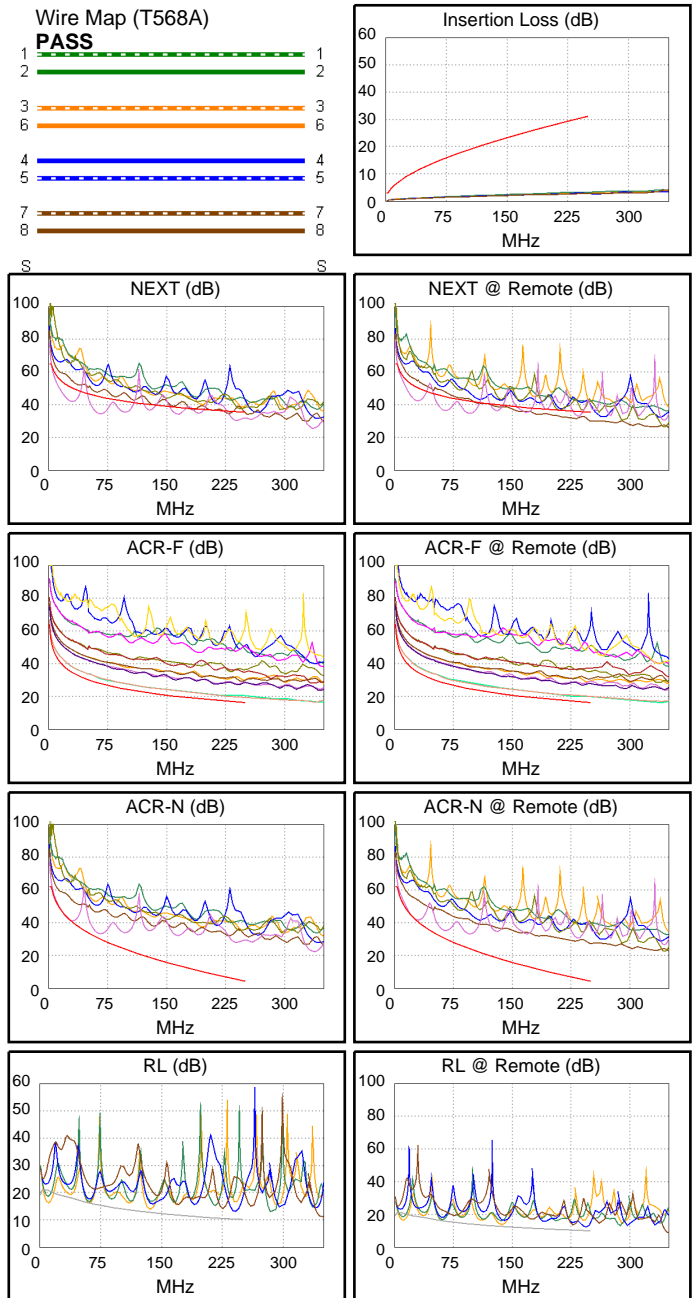 Wire Map (T568A)
PASS
1 1
2 2
3 3
6 6
4 4
5 5
7 7
8 8
S S
Insertion Loss (dB)
60
50
40
30
20
10
0
0 75 150 225 300
MHz
NEXT (dB)
100
80
60
40
20
0
0 75 150 225 300
MHz
NEXT @ Remote (dB)
100
80
60
40
20
0
0 75 150 225 300
MHz
ACR-F (dB)
100
80
60
40
20
0
0 75 150 225 300
MHz
ACR-F @ Remote (dB)
100
80
60
40
20
0
0 75 150 225 300
MHz
ACR-N (dB)
100
80
60
40
20
0
0 75 150 225 300
MHz
ACR-N @ Remote (dB)
100
80
60
40
20
0
0 75 150 225 300
MHz
RL (dB)
60
50
40
30
20
10
0
0 75 150 225 300
MHz
RL @ Remote (dB)
100
80
60
40
20
0
0 75 150 225 300
MHz